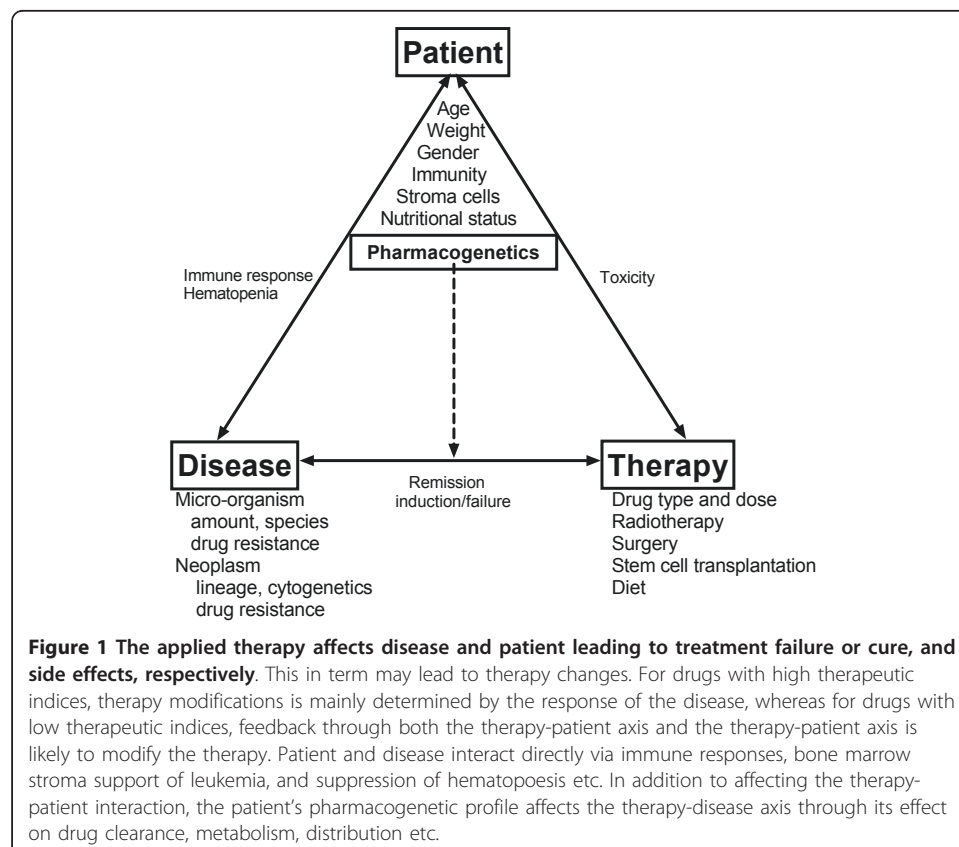 Patient
Age
Weight
Gender
Immunity
Stroma cells
Nutritional status
Pharmacogenetics
Immune response
Hematopenia
Toxicity
Disease
Therapy
Remission
induction/failure
Micro-organism
amount, species
drug resistance
Neoplasm
lineage, cytogenetics
drug resistance
Drug type and dose
Radiotherapy
Surgery
Stem cell transplantation
Diet
Figure 1 The applied therapy affects disease and patient leading to treatment failure or cure, and
side effects, respectively. This in term may lead to therapy changes. For drugs with high therapeutic
indices, therapy modifications is mainly determined by the response of the disease, whereas for drugs with
low therapeutic indices, feedback through both the therapy-patient axis and the therapy-patient axis is
likely to modify the therapy. Patient and disease interact directly via immune responses, bone marrow
stroma support of leukemia, and suppression of hematopoesis etc. In addition to affecting the therapy-
patient interaction, the patient's pharmacogenetic profile affects the therapy-disease axis through its effect
on drug clearance, metabolism, distribution etc.